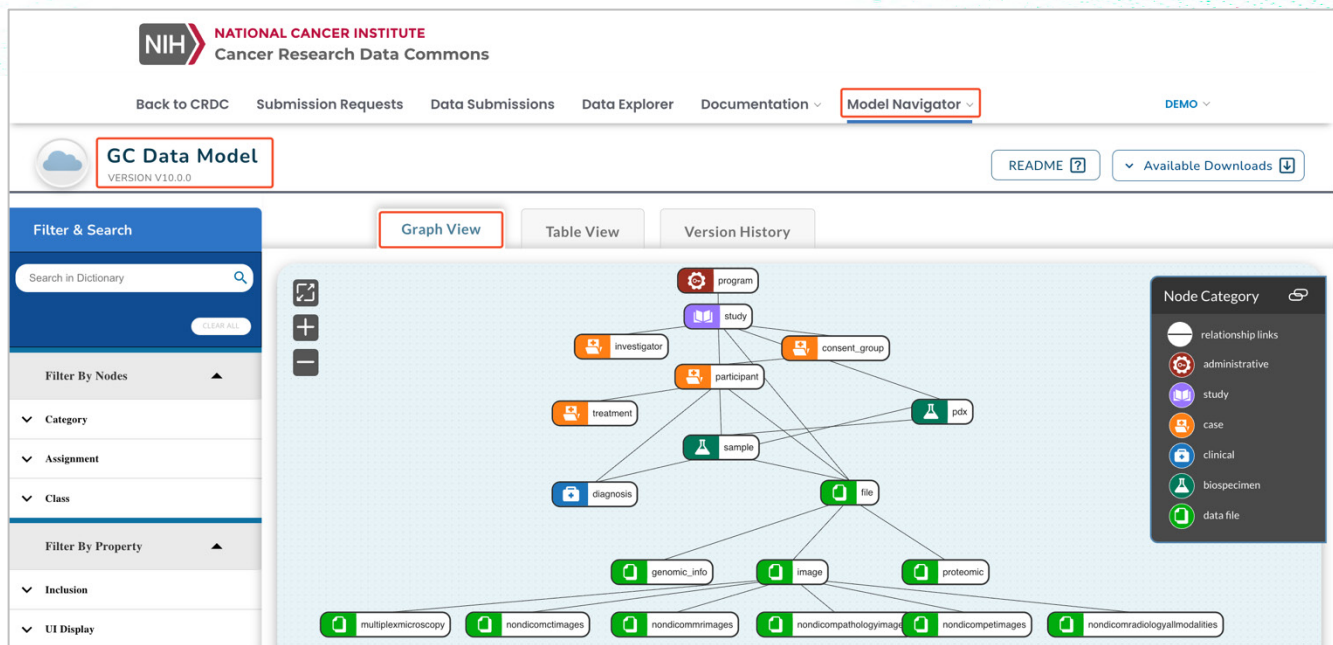 NIH
NATIONAL CANCER INSTITUTE
Cancer Research Data Commons
Back to CRDC Submission Requests Data Submissions Data Explorer Documentation Model Navigator DEMO
GC Data Model
VERSION V10.0.0
README ? Available Downloads
Filter & Search
Graph View Table View Version History
Search in Dictionary
CLEAR ALL
Filter By Nodes
Category
Assignment
Class
Filter By Property
Inclusion
UI Display
program
study
investigator
consent_group
participant
treatment
pdx
sample
diagnosis
file
genomic_info
image
proteomic
multiplexmicroscopy
nondicomctimages
nondicommrimages
nondicompathologyimage
nondicompetimages
nondicomradiologyallmodalities
Node Category
relationship links
administrative
study
case
clinical
biospecimen
data file